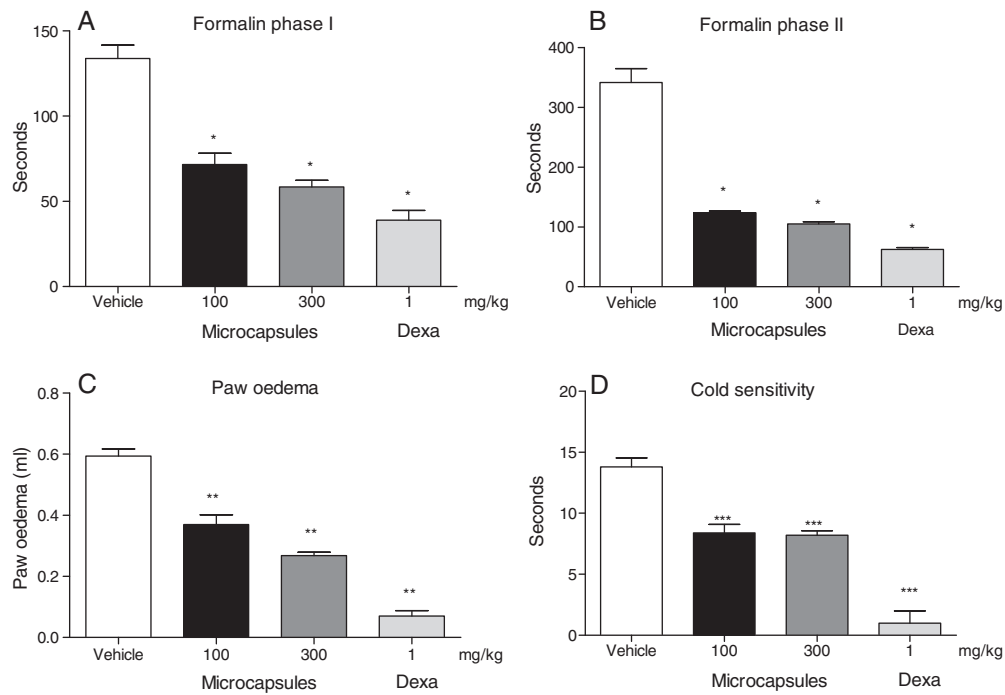 A
Formalin phase I
Seconds
150
100
50
0
*
*
*
Vehicle 100 300 1 mg/kg
Microcapsules Dexa
B
Formalin phase II
Seconds
400
300
200
100
0
*
*
*
Vehicle 100 300 1 mg/kg
Microcapsules Dexa
C
Paw oedema
Paw oedema (ml)
0.8
0.6
0.4
0.2
0.0
**
**
**
Vehicle 100 300 1 mg/kg
Microcapsules Dexa
D
Cold sensitivity
Seconds
20
15
10
5
0
***
***
***
Vehicle 100 300 1 mg/kg
Microcapsules Dexa